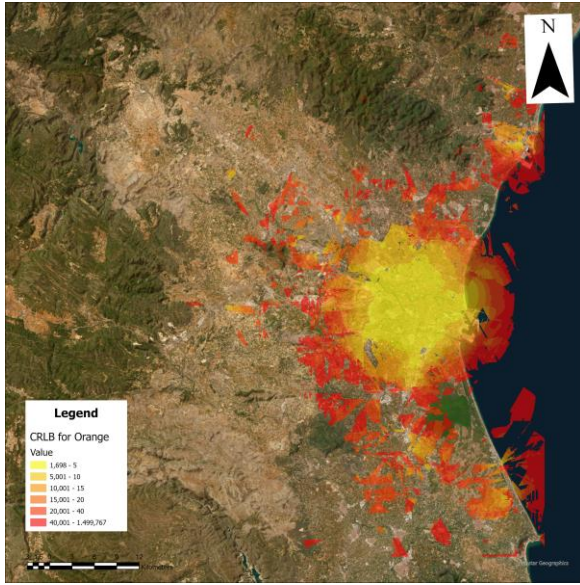 N
Legend
CRLB for Orange
Value
1,698 - 5
5,001 - 10
10,001 - 15
15,001 - 20
20,001 - 40
40,001 - 1.499,767
Kilometers
Geographics